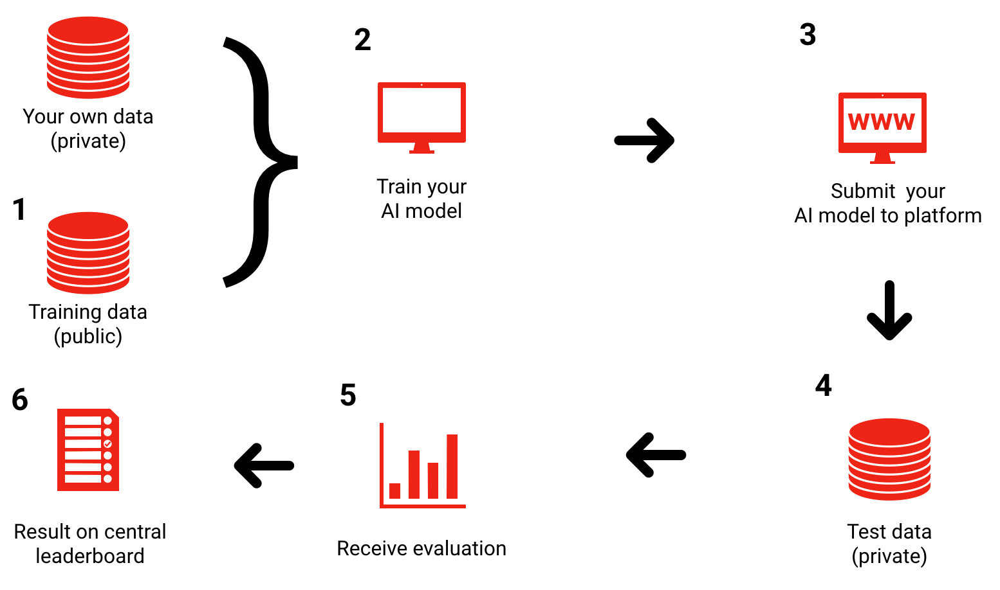 Your own data
(private)
1
Training data
(public)
2
Train your
AI model
3
www
Submit your
AI model to platform
4
Test data
(private)
5
Receive evaluation
6
Result on central
leaderboard